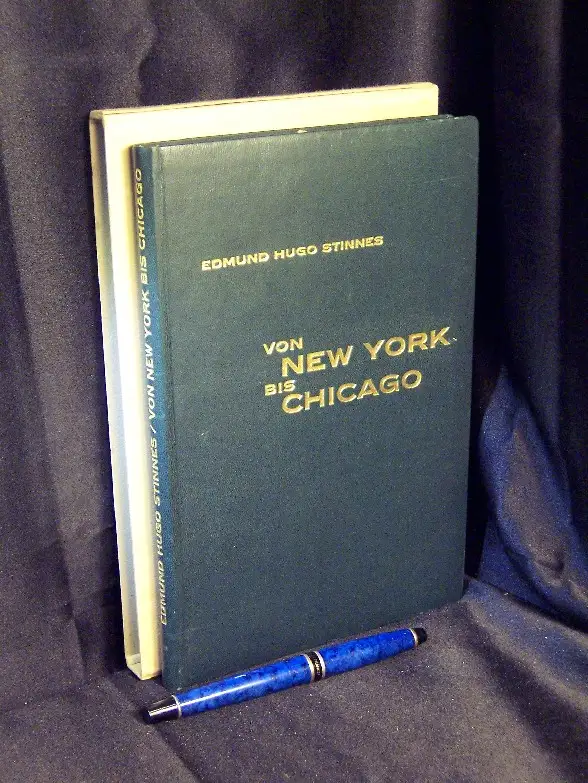 EDMUND HUGO STINNES / VON NEW YORK BIS CHICAGO
EDMUND HUGO STINNES
VON
NEW YORK
BIS
CHICAGO